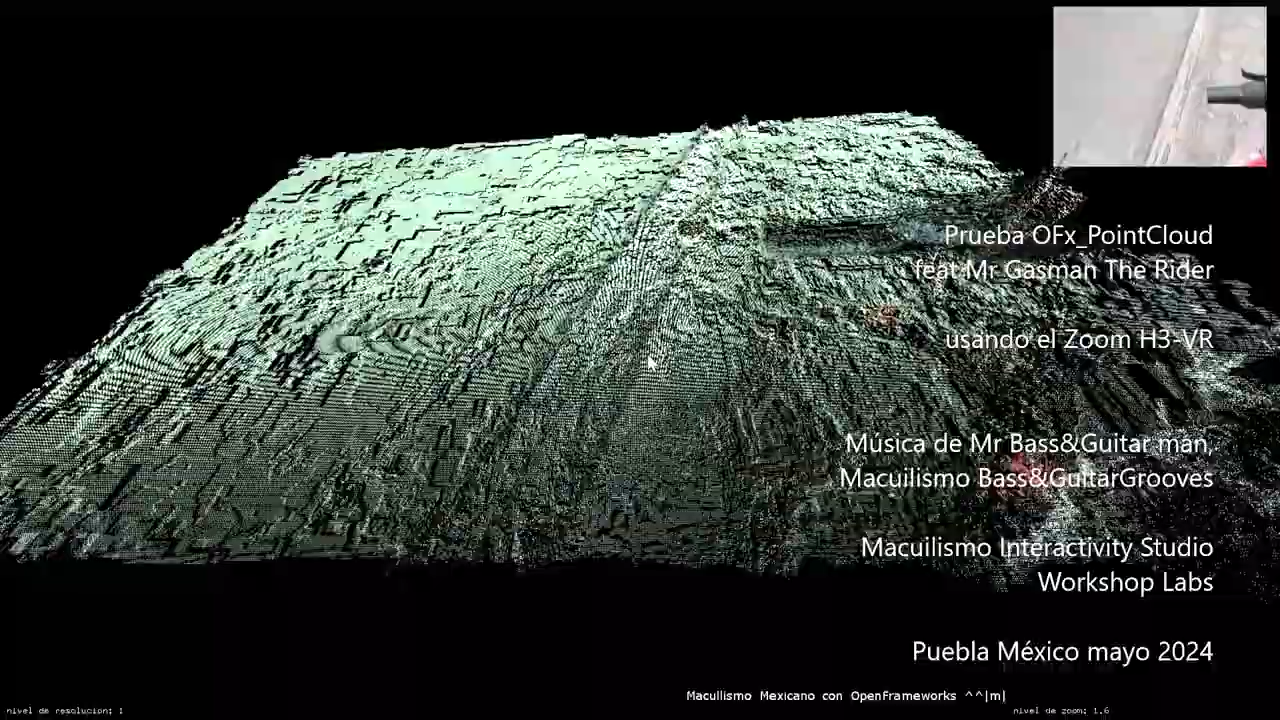 Prueba OFx_PointCloud
feat Mr Gasman The Rider
usando el Zoom H3-VR
Música de Mr Bass&Guitar man,
Macuilismo Bass&GuitarGrooves
Macuilismo Interactivity Studio
Workshop Labs
Puebla México mayo 2024
Macuilismo Mexicano con OpenFrameworks ^^|m|
nivel de resolucion: 1
nivel de zoom: 1.6